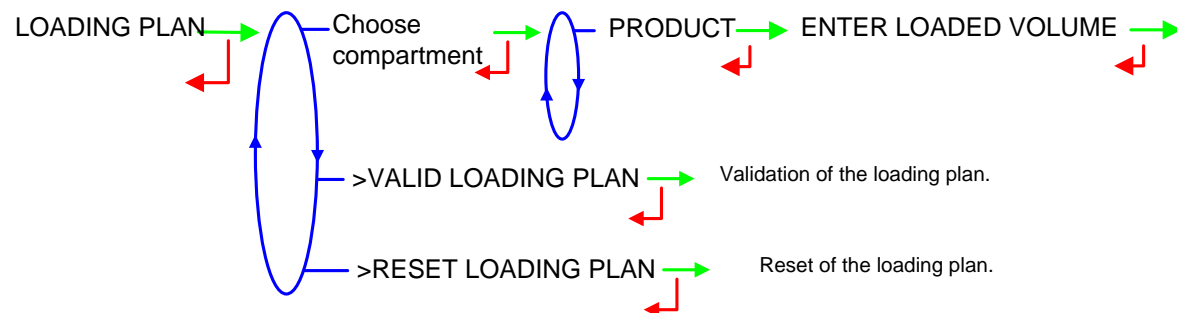 LOADING PLAN
Choose
compartment
PRODUCT
ENTER LOADED VOLUME
>VALID LOADING PLAN
Validation of the loading plan.
>RESET LOADING PLAN
Reset of the loading plan.